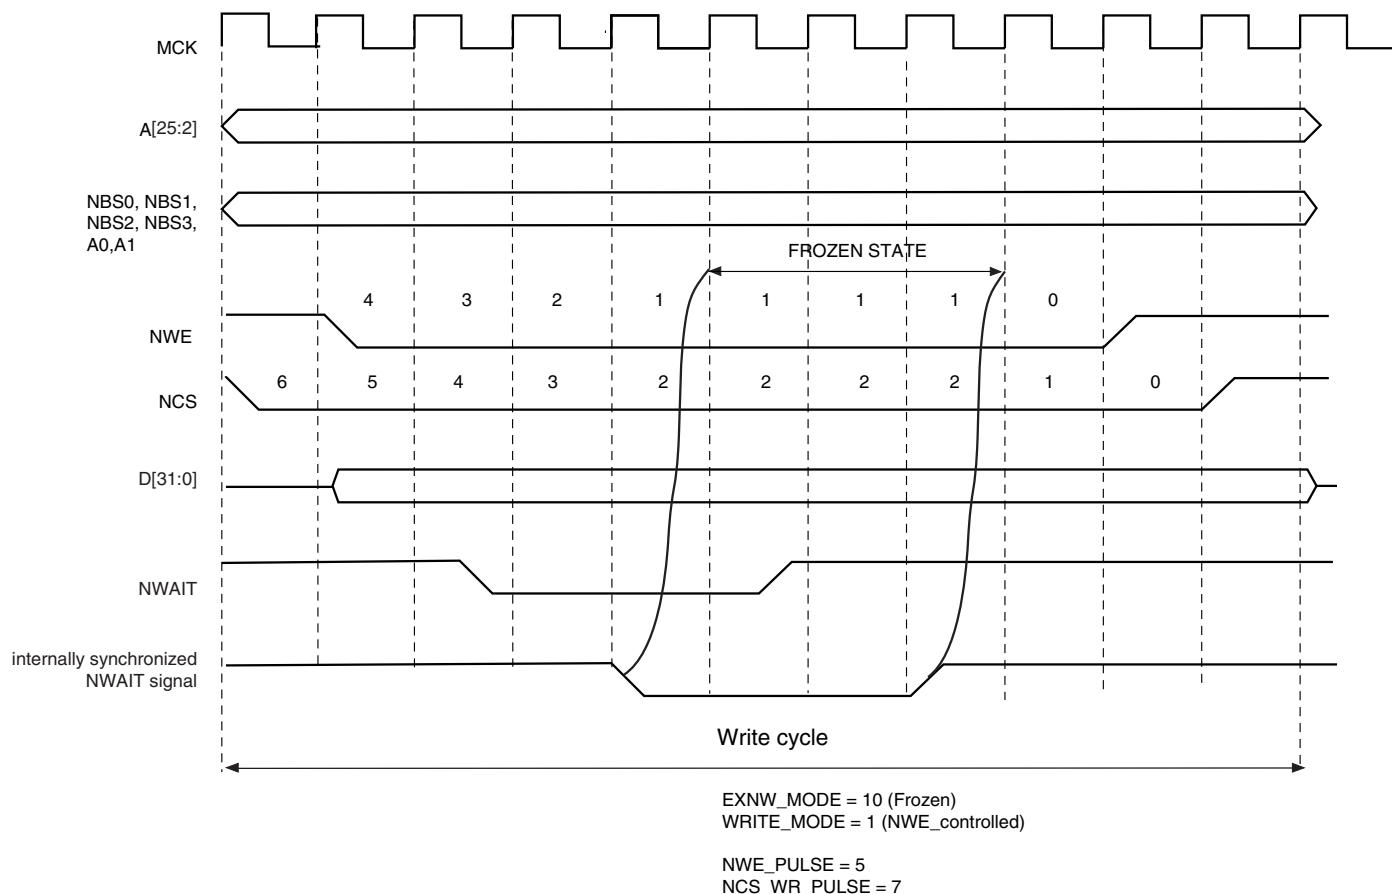 MCK
A[25:2]
NBS0, NBS1,
NBS2, NBS3,
A0,A1
FROZEN STATE
4 3 2 1 1 1 1 0
NWE
6 5 4 3 2 2 2 2 1 0
NCS
D[31:0]
NWAIT
internally synchronized
NWAIT signal
Write cycle
EXNW_MODE = 10 (Frozen)
WRITE_MODE = 1 (NWE_controlled)
NWE_PULSE = 5
NCS_WR_PULSE = 7